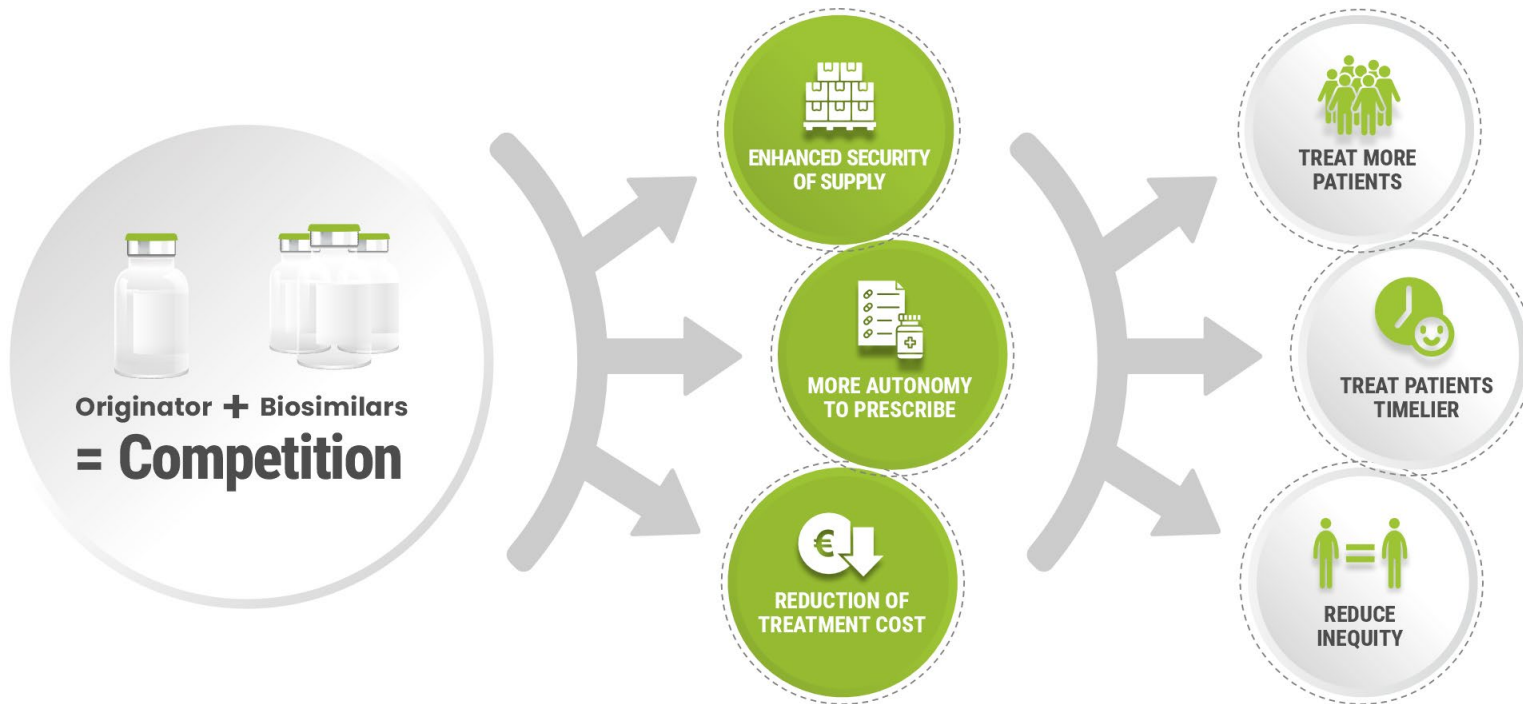 Originator + Biosimilars
= Competition
ENHANCED SECURITY
OF SUPPLY
MORE AUTONOMY
TO PRESCRIBE
€
REDUCTION OF
TREATMENT COST
TREAT MORE
PATIENTS
TREAT PATIENTS
TIMELIER
=
REDUCE
INEQUITY